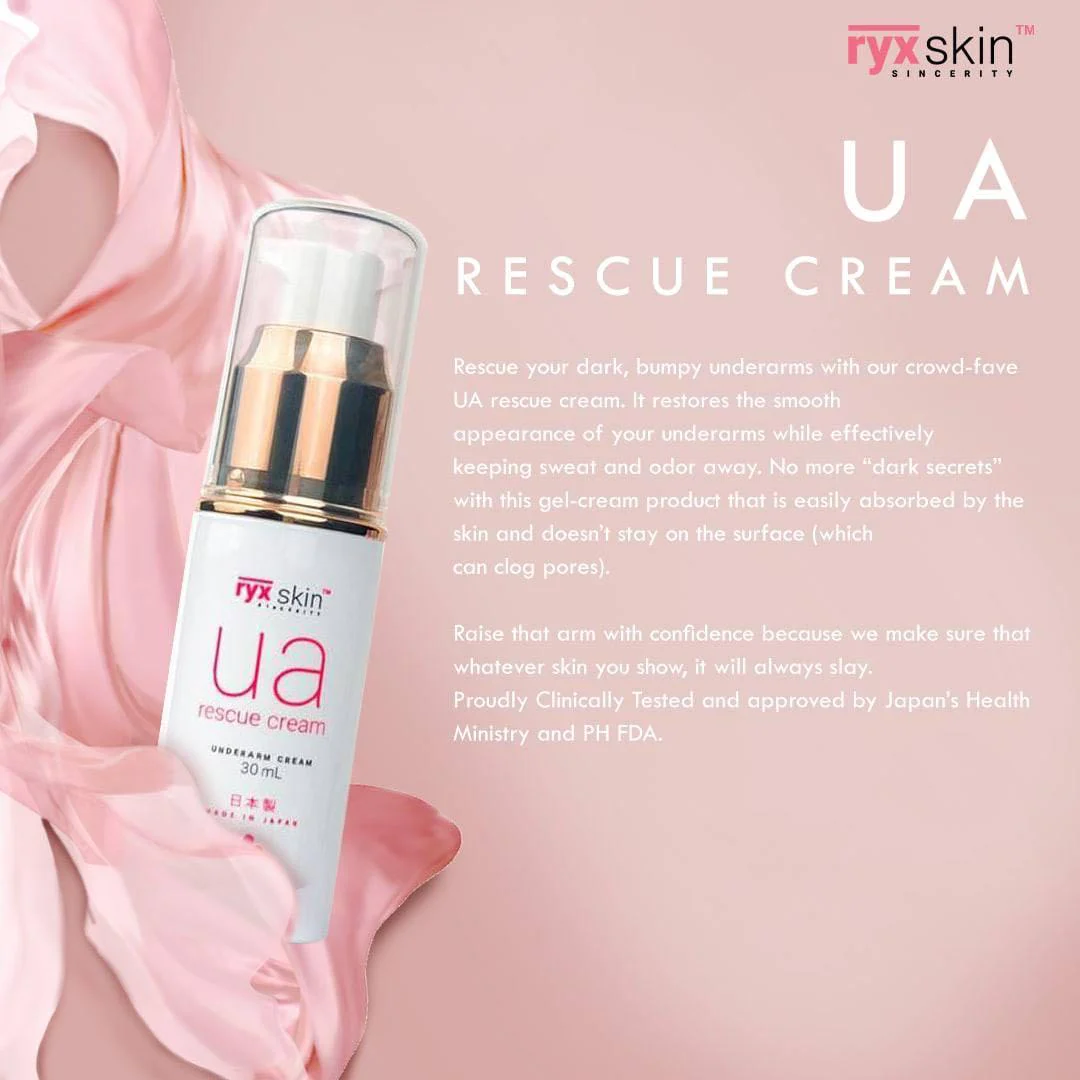 ryxskin™
SINCERITY
UA
RESCUE CREAM
Rescue your dark, bumpy underarms with our crowd-fave
UA rescue cream. It restores the smooth
appearance of your underarms while effectively
keeping sweat and odor away. No more “dark secrets”
with this gel-cream product that is easily absorbed by the
skin and doesn't stay on the surface (which
can clog pores).
Raise that arm with confidence because we make sure that
whatever skin you show, it will always slay.
Proudly Clinically Tested and approved by Japan's Health
Ministry and PH FDA.
ryx skin™
SINCERITY
ua
rescue cream
UNDERARM CREAM
30 mL
日本製
MADE IN JAPAN